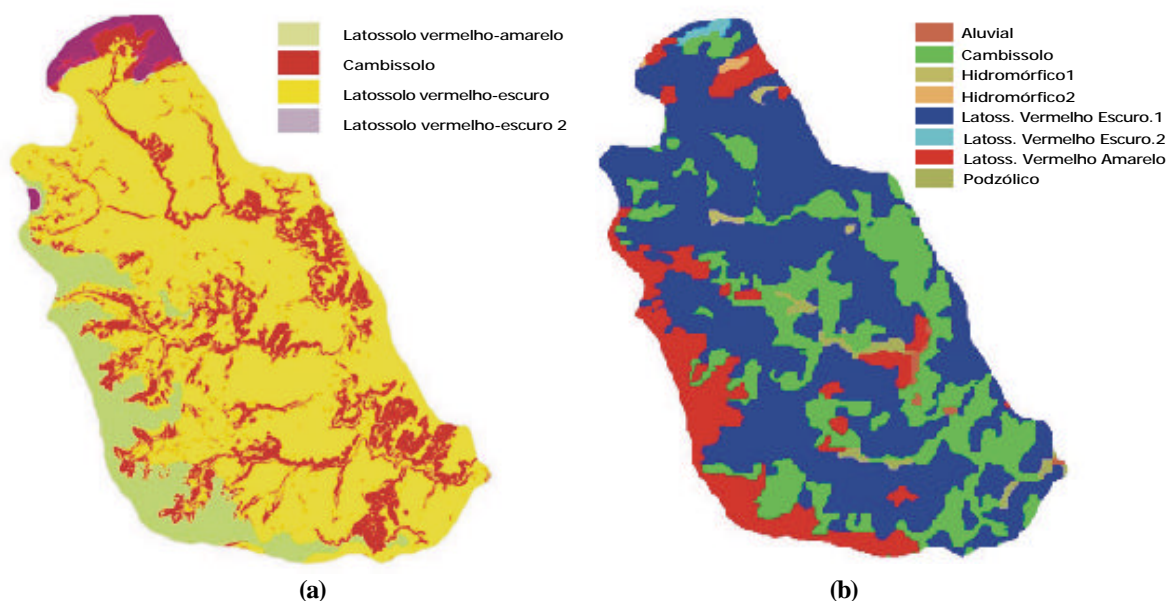 Latossolo vermelho-amarelo
Cambissolo
Latossolo vermelho-escuro
Latossolo vermelho-escuro 2
(a)
Aluvial
Cambissolo
Hidromórfico1
Hidromórfico2
Latoss. Vermelho Escuro.1
Latoss. Vermelho Escuro.2
Latoss. Vermelho Amarelo
Podzólico
(b)